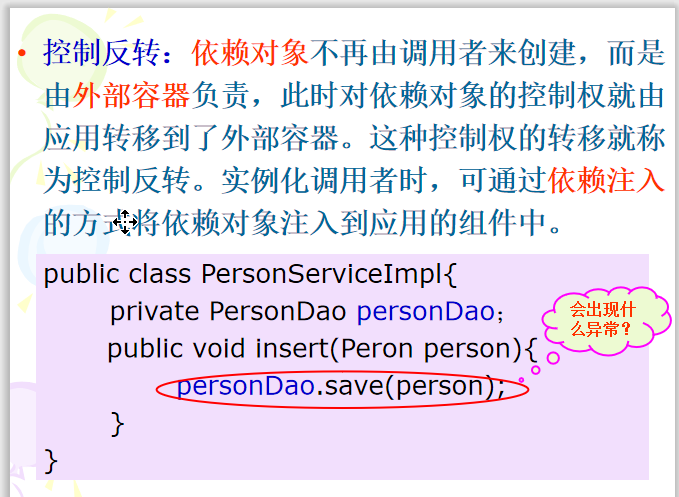 • 控制反转：依赖对象不再由调用者来创建，而是
由外部容器负责，此时对依赖对象的控制权就由
应用转移到了外部容器。这种控制权的转移就称
为控制反转。实例化调用者时，可通过依赖注入
的方式将依赖对象注入到应用的组件中。
public class PersonServiceImpl{
private PersonDao personDao；
public void insert(Peron person){
personDao.save(person);
}
}
会出现什
么异常？